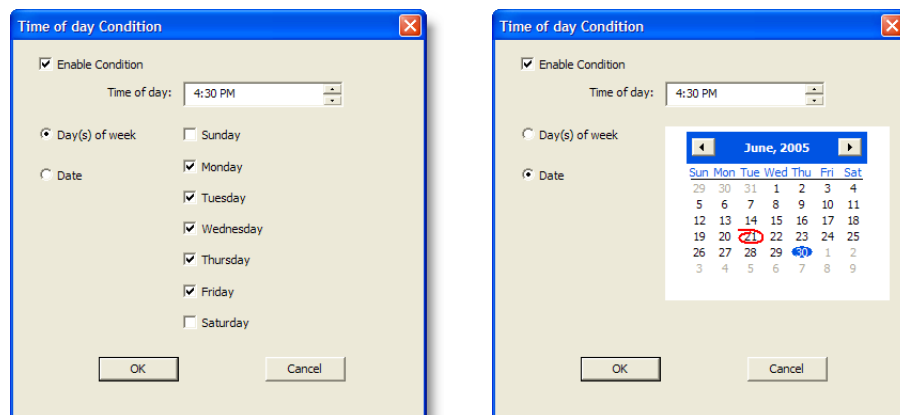 Time of day Condition
Enable Condition
Time of day: 4:30 PM
Day(s) of week
Date
Sunday
Monday
Tuesday
Wednesday
Thursday
Friday
Saturday
OK Cancel
Time of day Condition
Enable Condition
Time of day: 4:30 PM
Day(s) of week
Date
June, 2005
Sun Mon Tue Wed Thu Fri Sat
29 30 31 1 2 3 4
5 6 7 8 9 10 11
12 13 14 15 16 17 18
19 20 21 22 23 24 25
26 27 28 29 30 1 2
3 4 5 6 7 8 9
OK Cancel